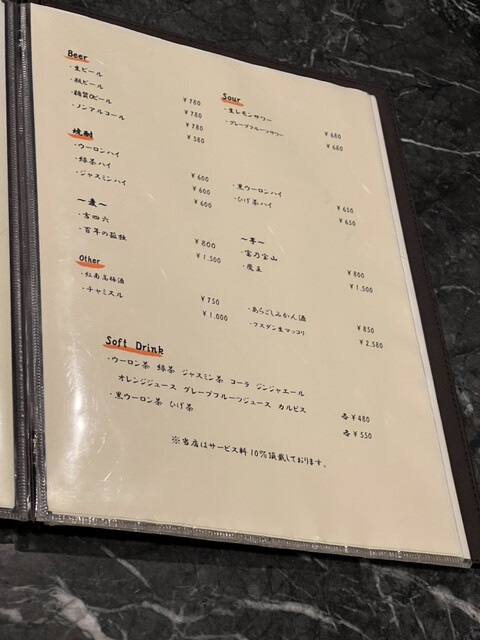 Beer
・生ビール ¥780
・瓶ビール ¥780
・糖質0ビール ¥780
・ノンアルコール ¥580
Sour
・生レモンサワー ¥680
・グレープフルーツサワー ¥680
焼酎
・ウーロンハイ ¥600
・緑茶ハイ ¥600
・ジャスミンハイ ¥600
・黒ウーロンハイ ¥650
・ひげ茶ハイ ¥650
〜麦〜
・吉四六 ¥800
・百年の孤独 ¥1,500
〜芋〜
・富乃宝山 ¥800
・魔王 ¥1,500
Other
・紅南高梅酒 ¥750
・チャミスル ¥1,000
・あらごしみかん酒 ¥850
・フスダン生マッコリ ¥2,580
Soft Drink
・ウーロン茶 緑茶 ジャスミン茶 コーラ ジンジャエール
オレンジジュース グレープフルーツジュース カルピス 各¥480
・黒ウーロン茶 ひげ茶 各¥550
※当店はサービス料10%頂戴しております。